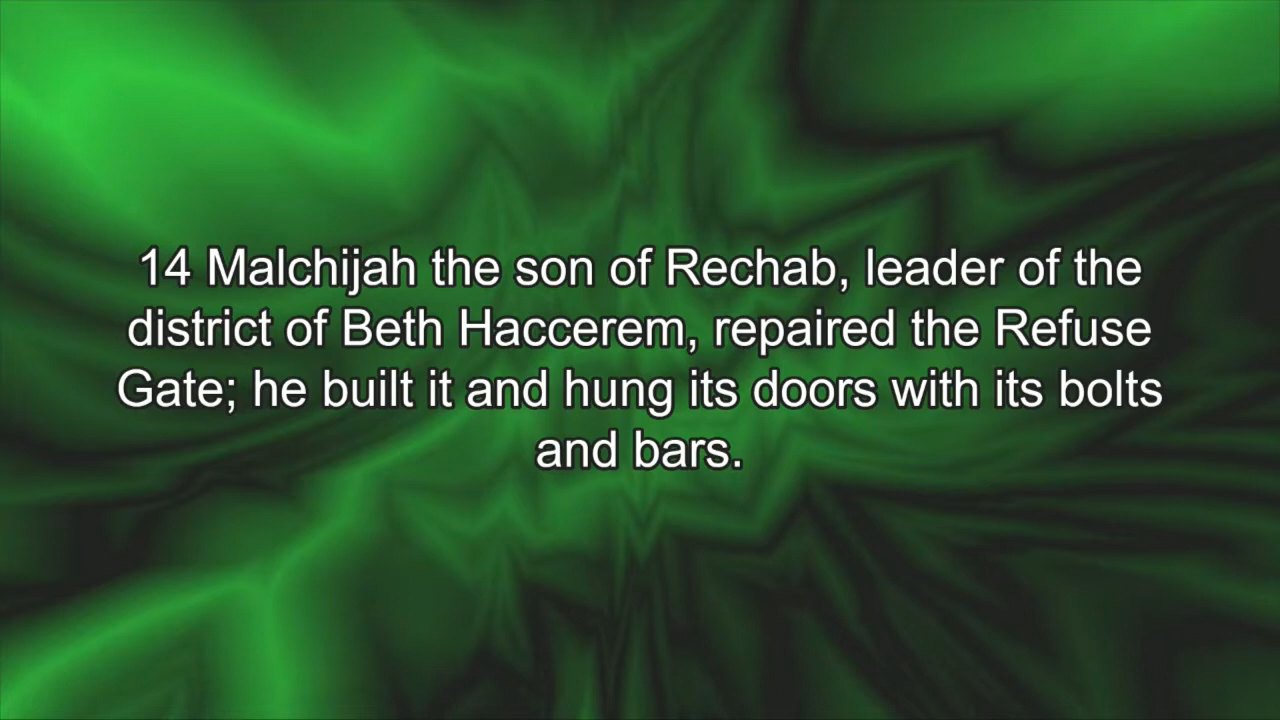 14 Malchijah the son of Rechab, leader of the
district of Beth Haccerem, repaired the Refuse
Gate; he built it and hung its doors with its bolts
and bars.